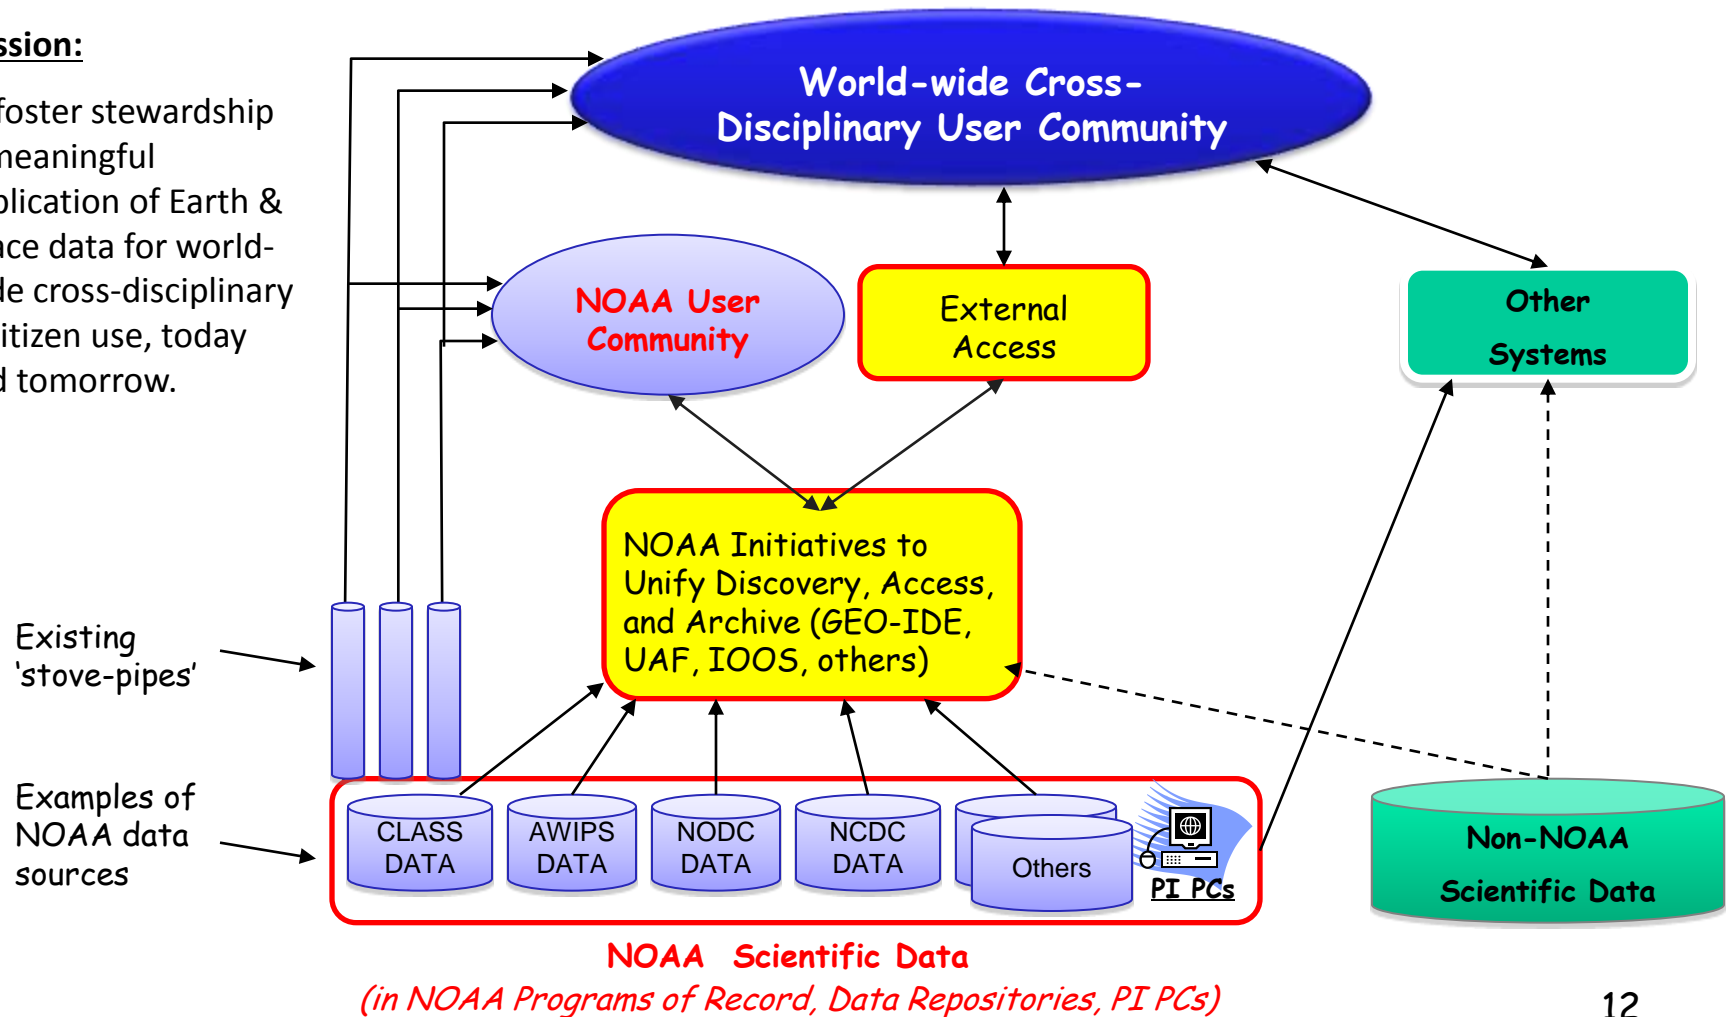 ssion:
foster stewardship
meaningful
plication of Earth &
ace data for world-
de cross-disciplinary
itizen use, today
d tomorrow.
World-wide Cross-
Disciplinary User Community
NOAA User
Community
External
Access
Other
Systems
NOAA Initiatives to
Unify Discovery, Access,
and Archive (GEO-IDE,
UAF, IOOS, others)
Existing
‘stove-pipes’
Examples of
NOAA data
sources
CLASS
DATA
AWIPS
DATA
NODC
DATA
NCDC
DATA
Others
PI PCs
Non-NOAA
Scientific Data
NOAA Scientific Data
(in NOAA Programs of Record, Data Repositories, PI PCs)
12